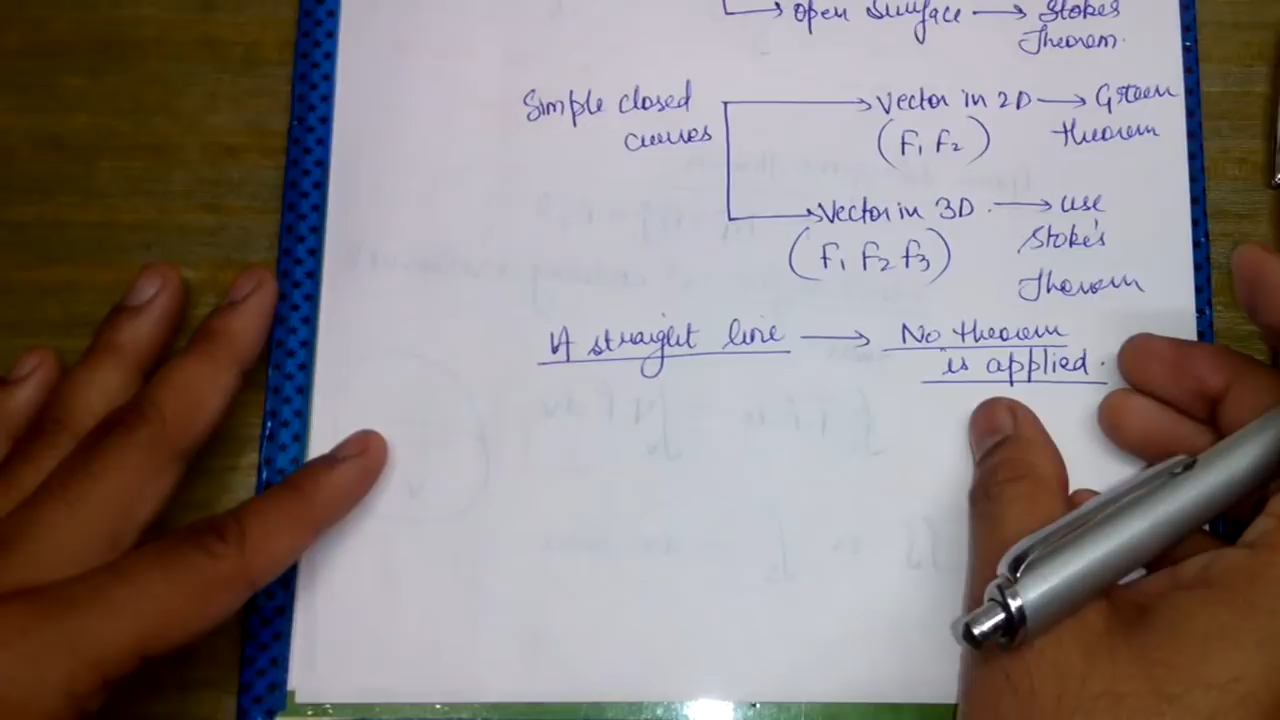 Open Surface → Stokes
Theorem.
Simple closed → Vector in 2D → Green
curves (F₁ F₂) theorem
→ Vector in 3D. → use
(F₁ F₂ f₃) Stoke's
Theorem
A straight line → No theorem
is applied.